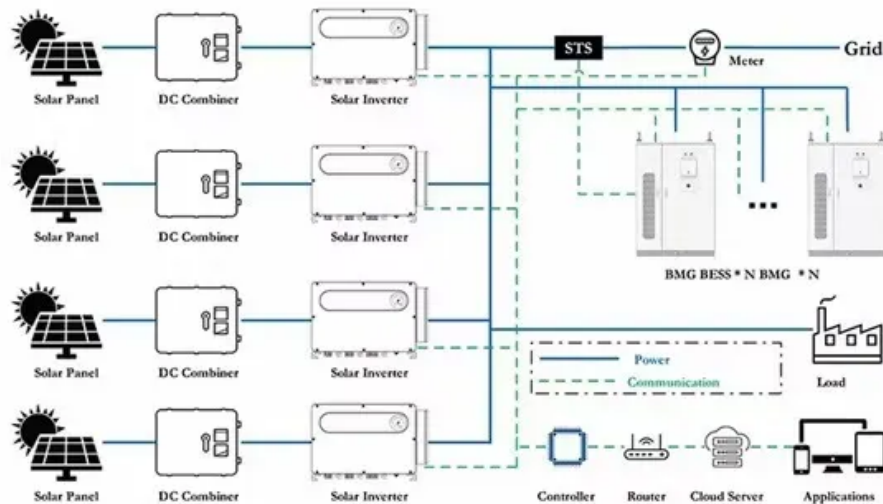 STS
Meter
Grid
Solar Panel
DC Combiner
Solar Inverter
Solar Panel
DC Combiner
Solar Inverter
BMG BESS * N BMG * N
Solar Panel
DC Combiner
Solar Inverter
Power
Communication
Load
Solar Panel
DC Combiner
Solar Inverter
Controller
Router
Cloud Server
Applications